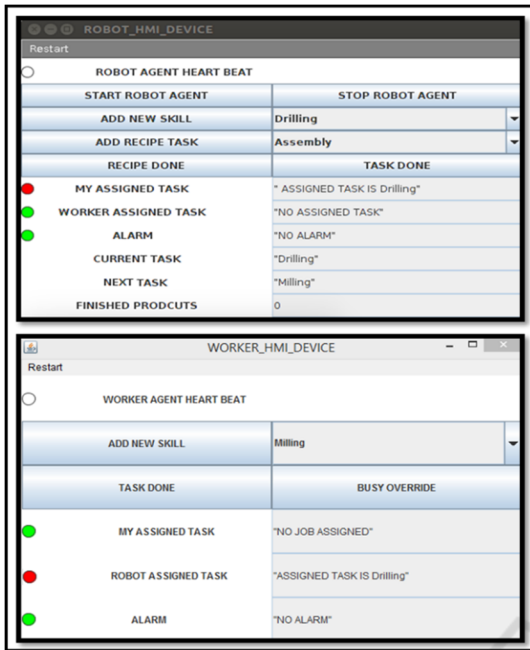 ROBOT_HMI_DEVICE
Restart
ROBOT AGENT HEART BEAT
START ROBOT AGENT STOP ROBOT AGENT
ADD NEW SKILL Drilling
ADD RECIPE TASK Assembly
RECIPE DONE TASK DONE
MY ASSIGNED TASK " ASSIGNED TASK IS Drilling"
WORKER ASSIGNED TASK "NO ASSIGNED TASK"
ALARM "NO ALARM"
CURRENT TASK "Drilling"
NEXT TASK "Milling"
FINISHED PRODCUTS 0
WORKER_HMI_DEVICE
Restart
WORKER AGENT HEART BEAT
ADD NEW SKILL Milling
TASK DONE BUSY OVERRIDE
MY ASSIGNED TASK "NO JOB ASSIGNED"
ROBOT ASSIGNED TASK "ASSIGNED TASK IS Drilling"
ALARM "NO ALARM"